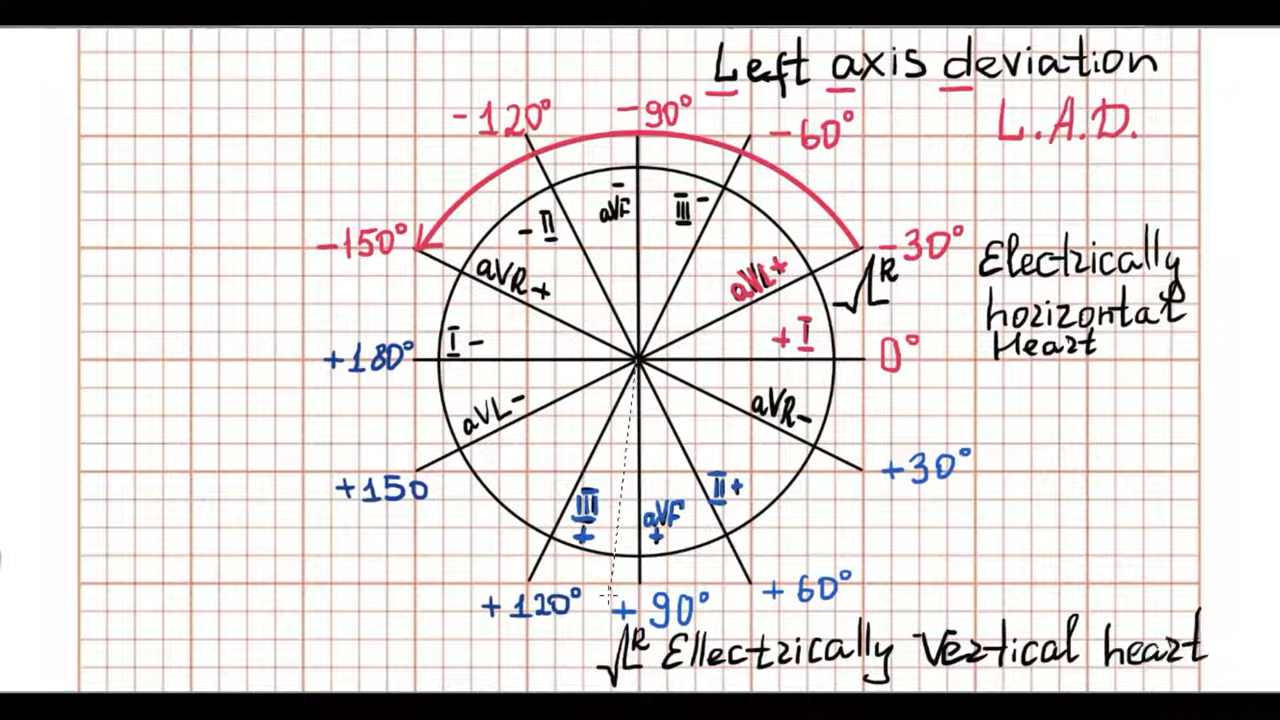 Left axis deviation
-120°
-90°
-60°
L.A.D.
-II
aVF-
III-
-150°
aVR+
aVL+
-30°
R
Electrically
horizontal
Heart
+180°
I-
+I
0°
aVL-
aVR-
+150
+30°
III
+
aVF
+
II+
+120°
+90°
+60°
R Ellectrically Vertical heart